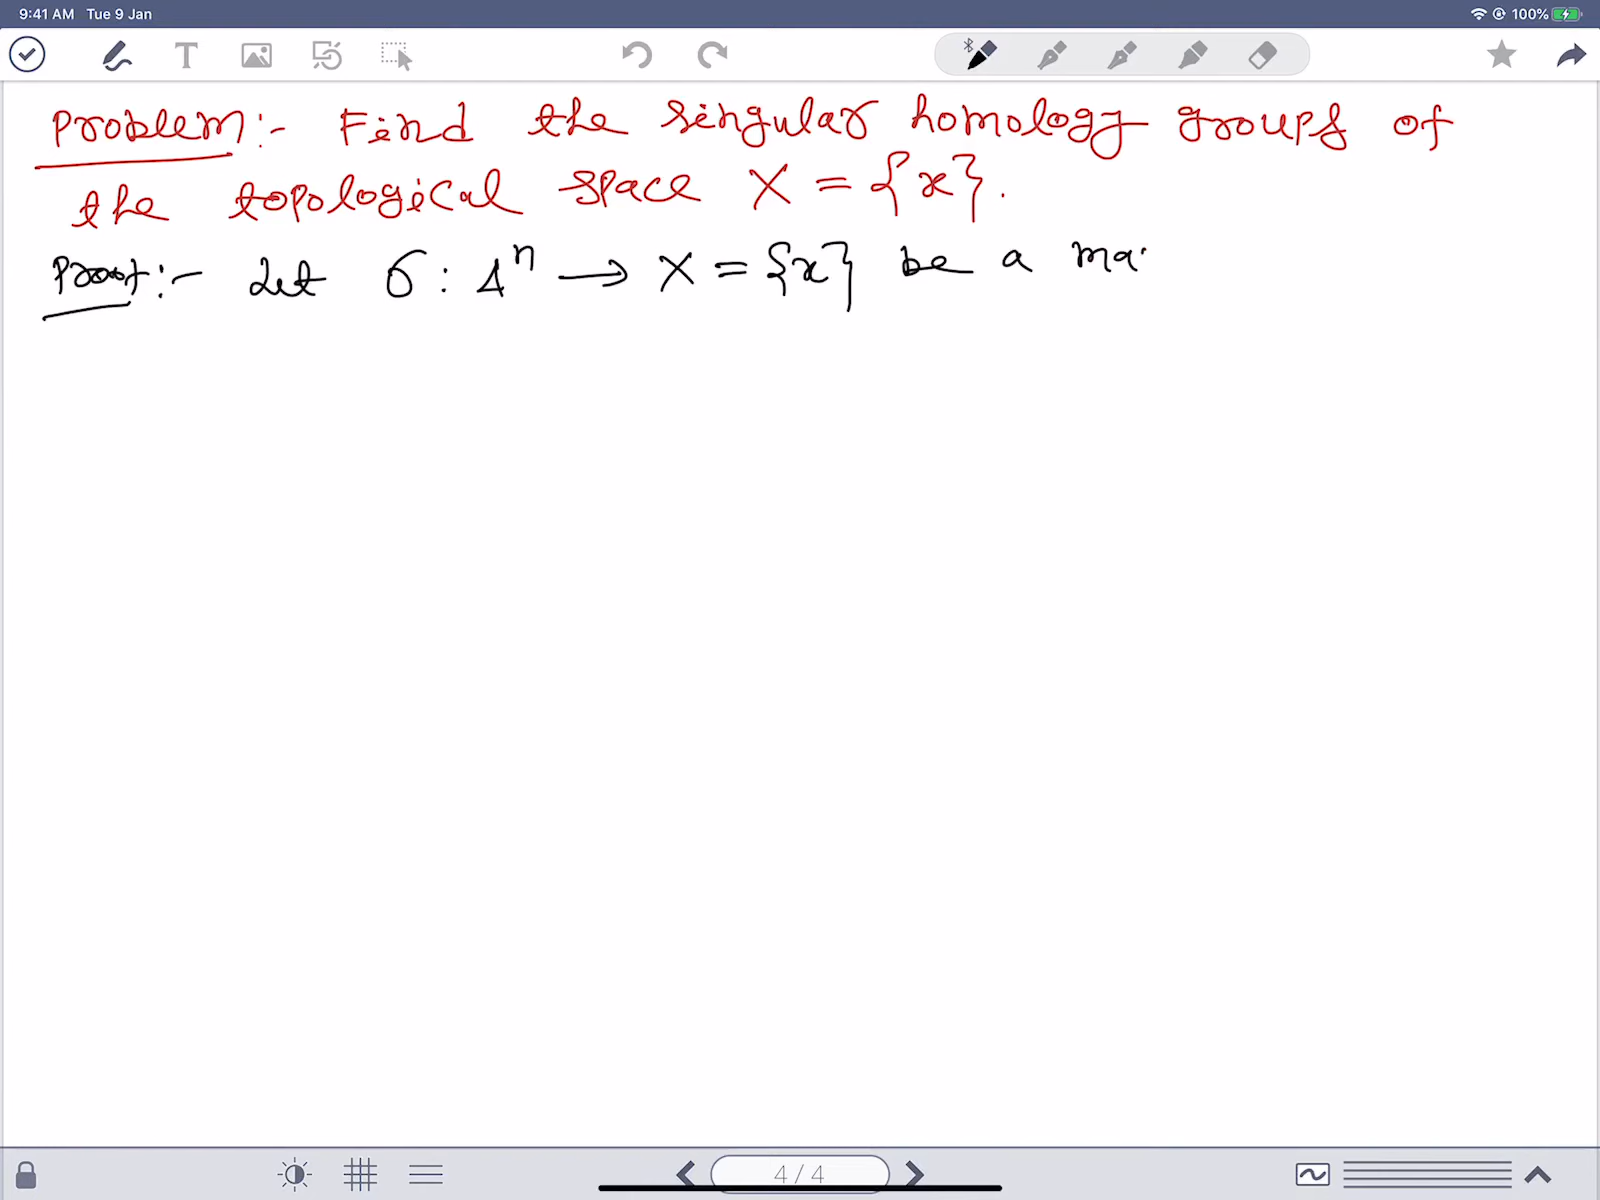 9:41 AM Tue 9 Jan 100%
Problem:- Find the singular homology groups of
the topological space X = {x}.
Proof:- Let σ : Δⁿ → X = {x} be a ma
4 / 4